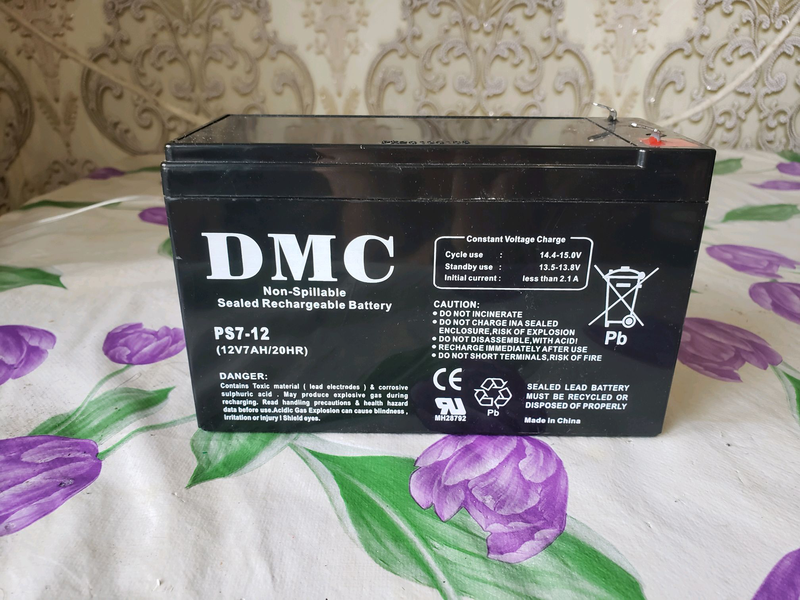 DMC
Non-Spillable
Sealed Rechargeable Battery
PS7-12
(12V7AH/20HR)
DANGER:
Contains Toxic material ( lead electrodes ) & corrosive
sulphuric acid . May produce explosive gas during
recharging. Read handling precautions & health hazard
data before use.Acidic Gas Explosion can cause blindness ,
irritation or injury ! Shield eyes.
Constant Voltage Charge
Cycle use : 14.4-15.0V
Standby use : 13.5-13.8V
Initial current : less than 2.1 A
Pb
CAUTION:
• DO NOT INCINERATE
• DO NOT CHARGE INA SEALED
ENCLOSURE,RISK OF EXPLOSION
• DO NOT DISASSEMBLE,WITH ACID!
• RECHARGE IMMEDIATELY AFTER USE
• DO NOT SHORT TERMINALS,RISK OF FIRE
CE
MH28792
Pb
SEALED LEAD BATTERY
MUST BE RECYCLED OR
DISPOSED OF PROPERLY
Made in China